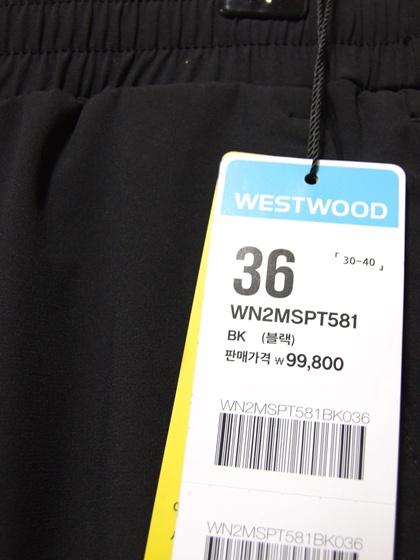 WESTWOOD
36 「30-40」
WN2MSPT581
BK (블랙)
판매가격 ₩99,800
WN2MSPT581BK036
WN2MSPT581BK036